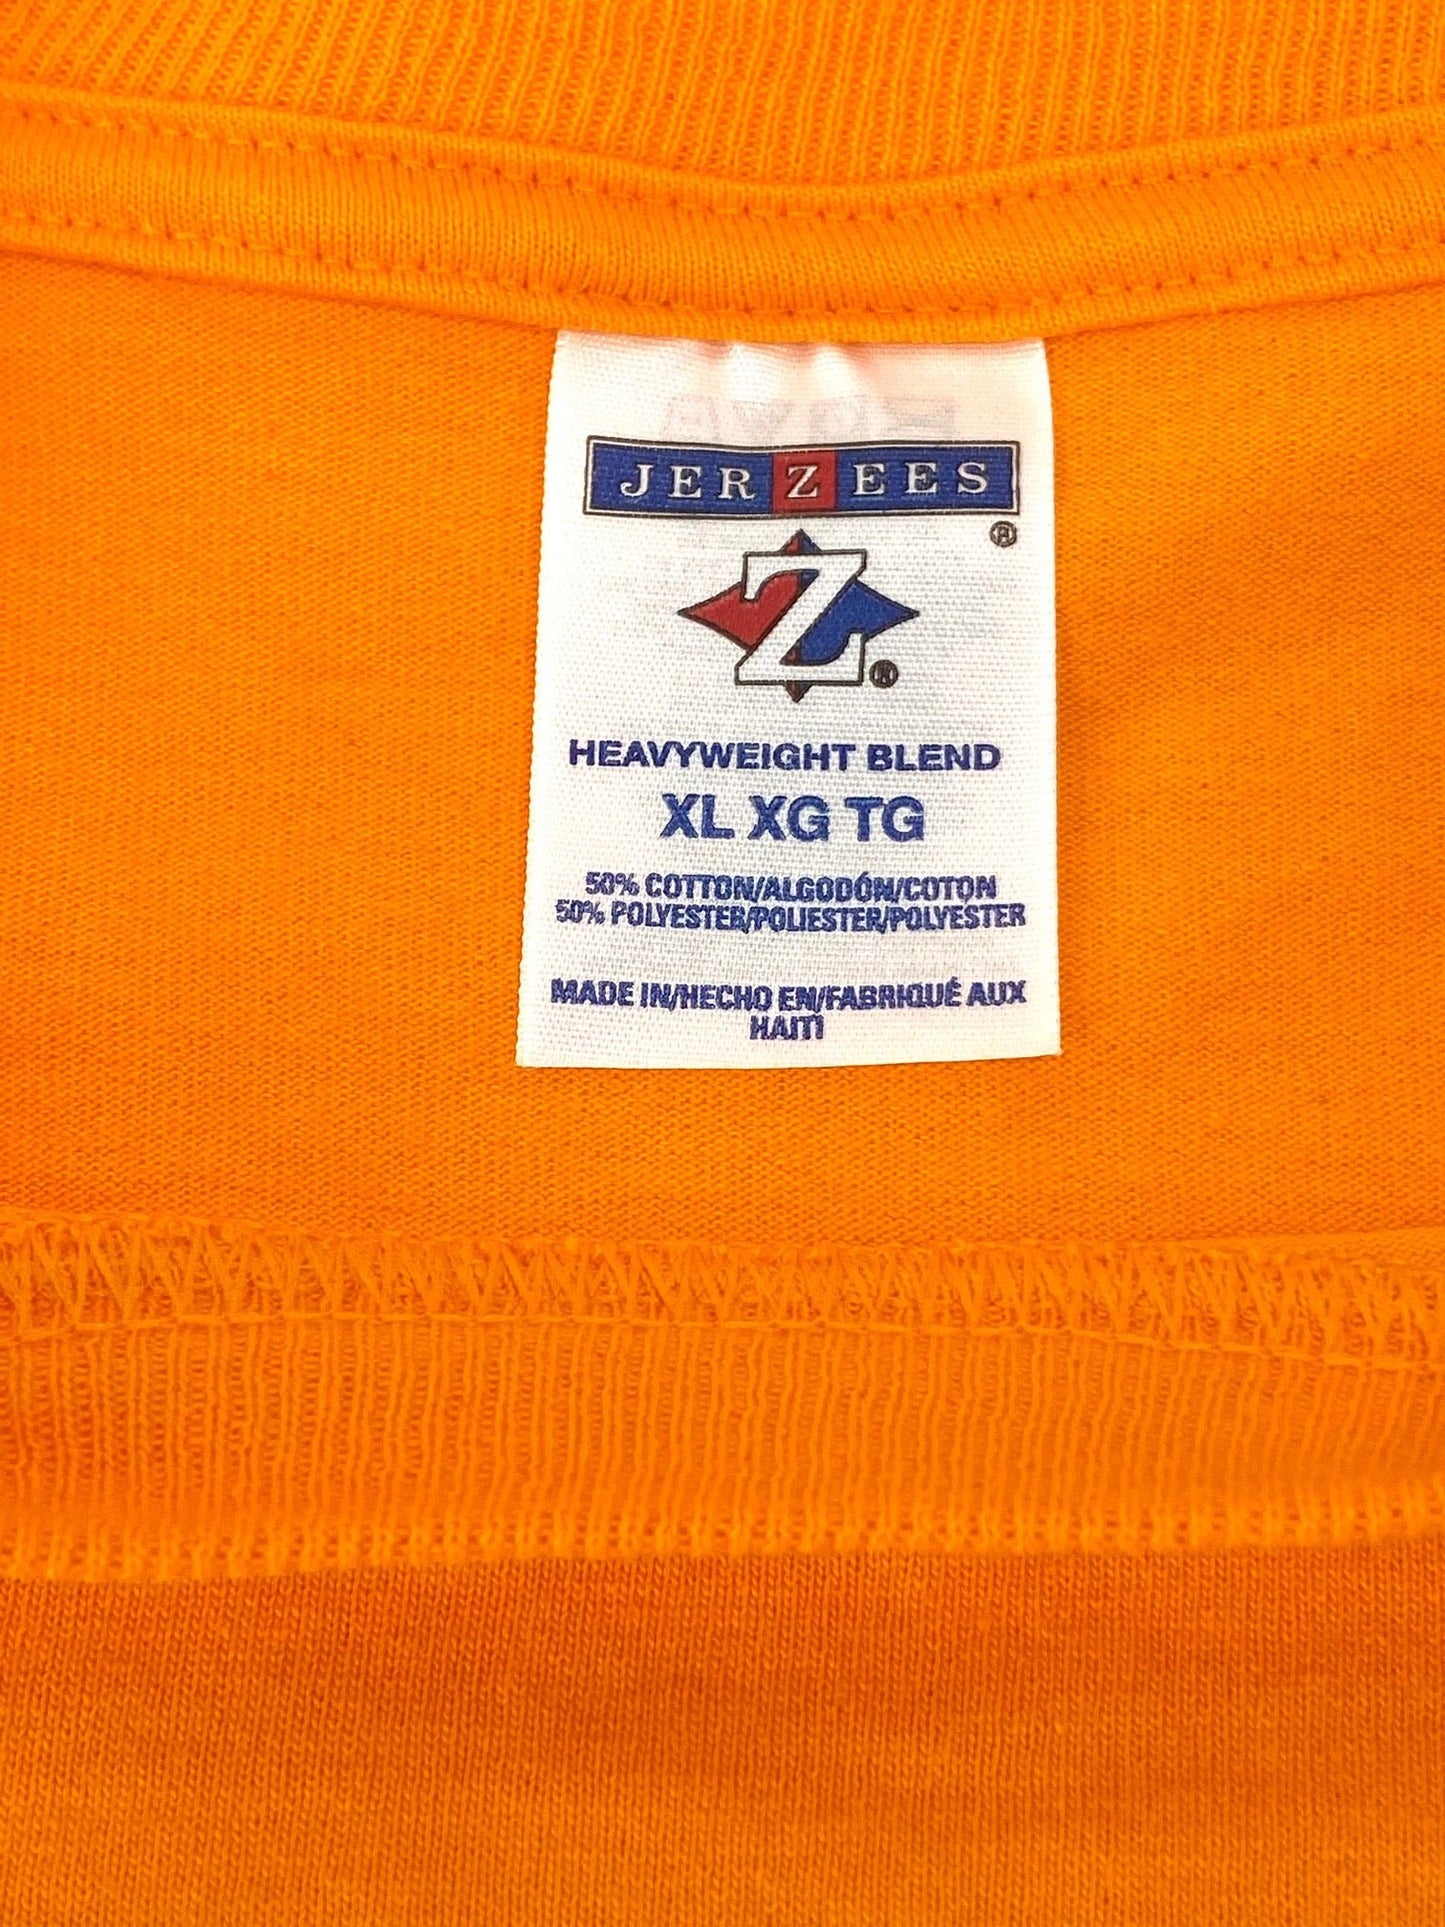 JERZEES
®
Z
®
HEAVYWEIGHT BLEND
XL XG TG
50% COTTON/ALGODÓN/COTON
50% POLYESTER/POLIESTER/POLYESTER
MADE IN/HECHO EN/FABRIQUÉ AUX
HAITI